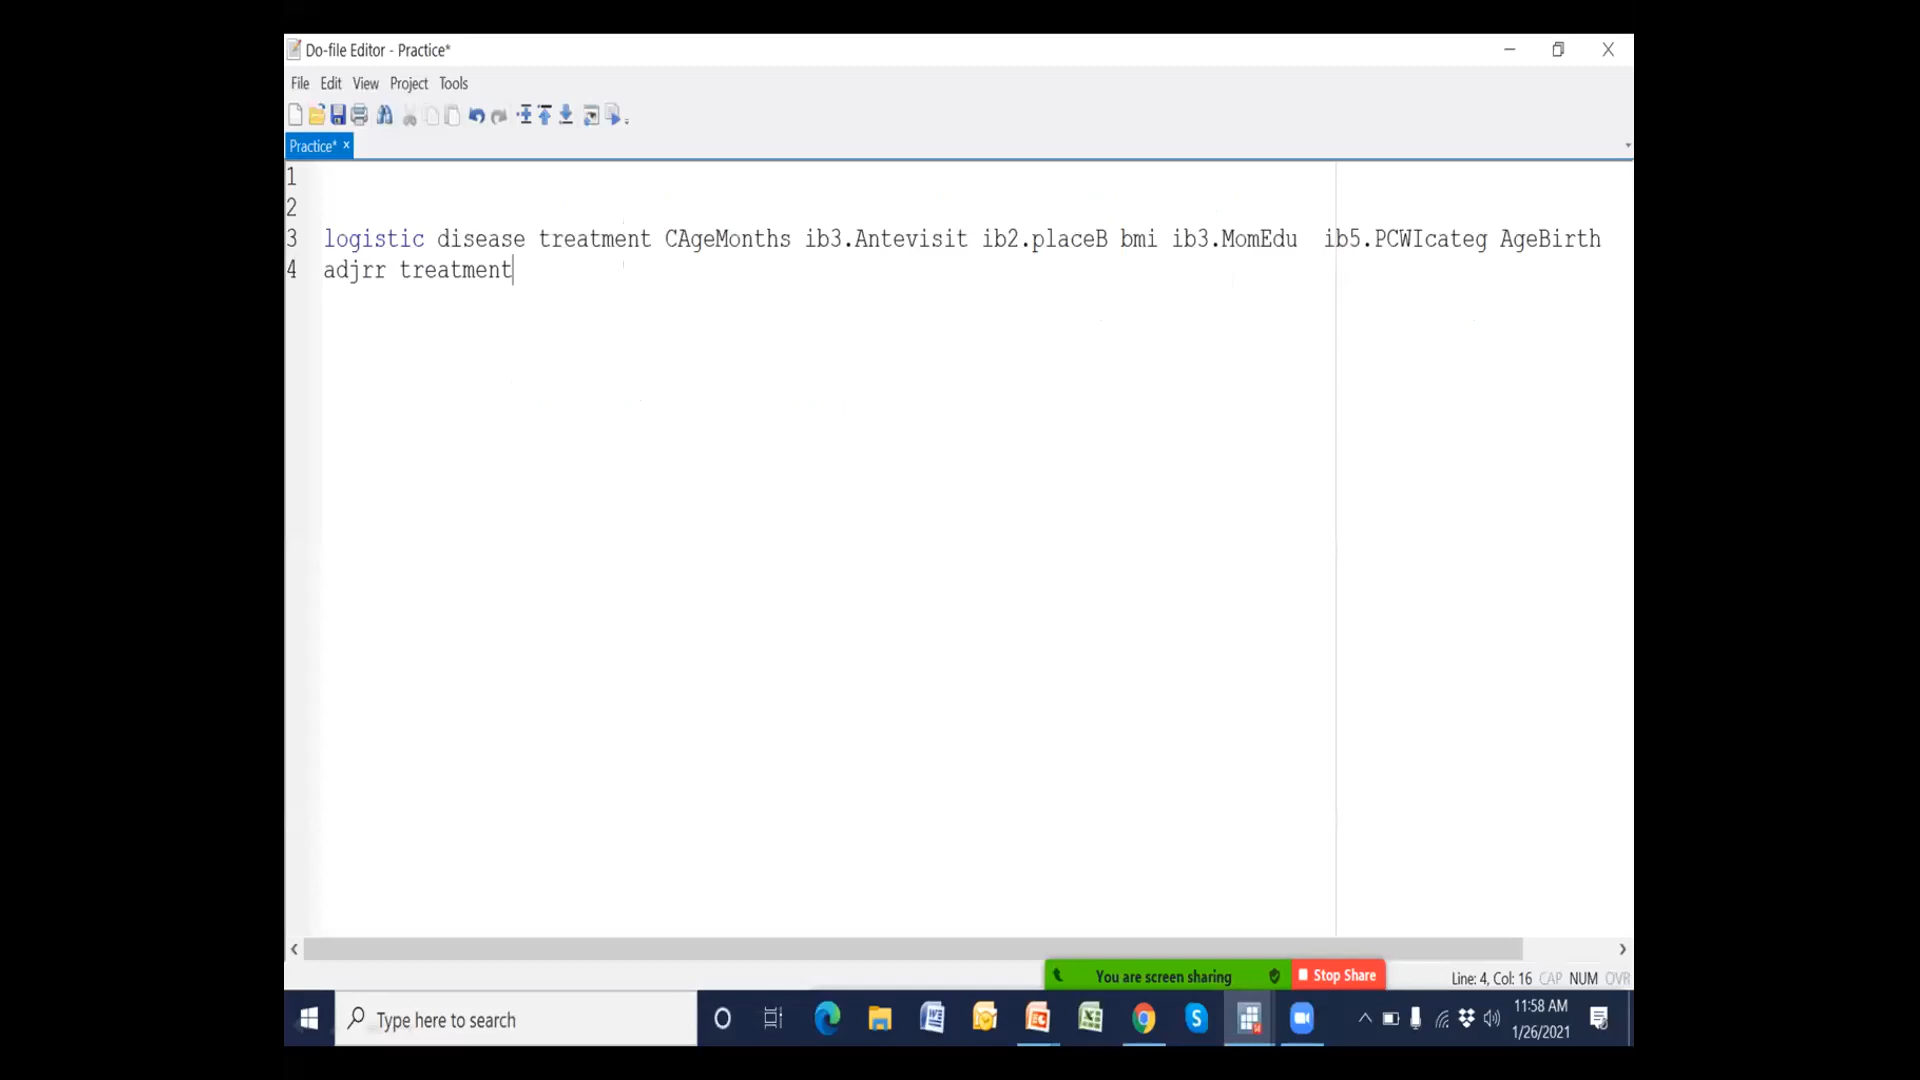 Do-file Editor - Practice*
File Edit View Project Tools
Practice* ×
1
2
3 logistic disease treatment CAgeMonths ib3.Antevisit ib2.placeB bmi ib3.MomEdu  ib5.PCWIcateg AgeBirth
4 adjrr treatment
You are screen sharing
Stop Share
Line: 4, Col: 16 CAP NUM OVR
Type here to search
11:58 AM
1/26/2021